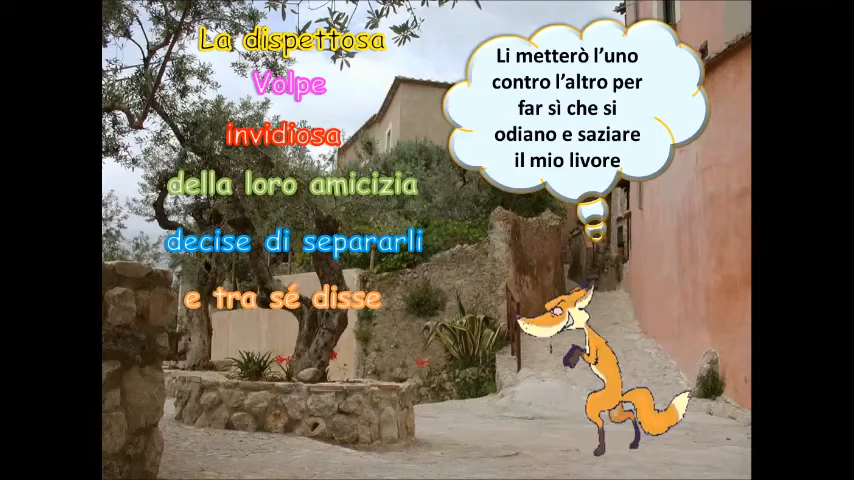 La dispettosa
Volpe
invidiosa
della loro amicizia
decise di separarli
e tra sé disse
Li metterò l'uno
contro l'altro per
far sì che si
odiano e saziare
il mio livore